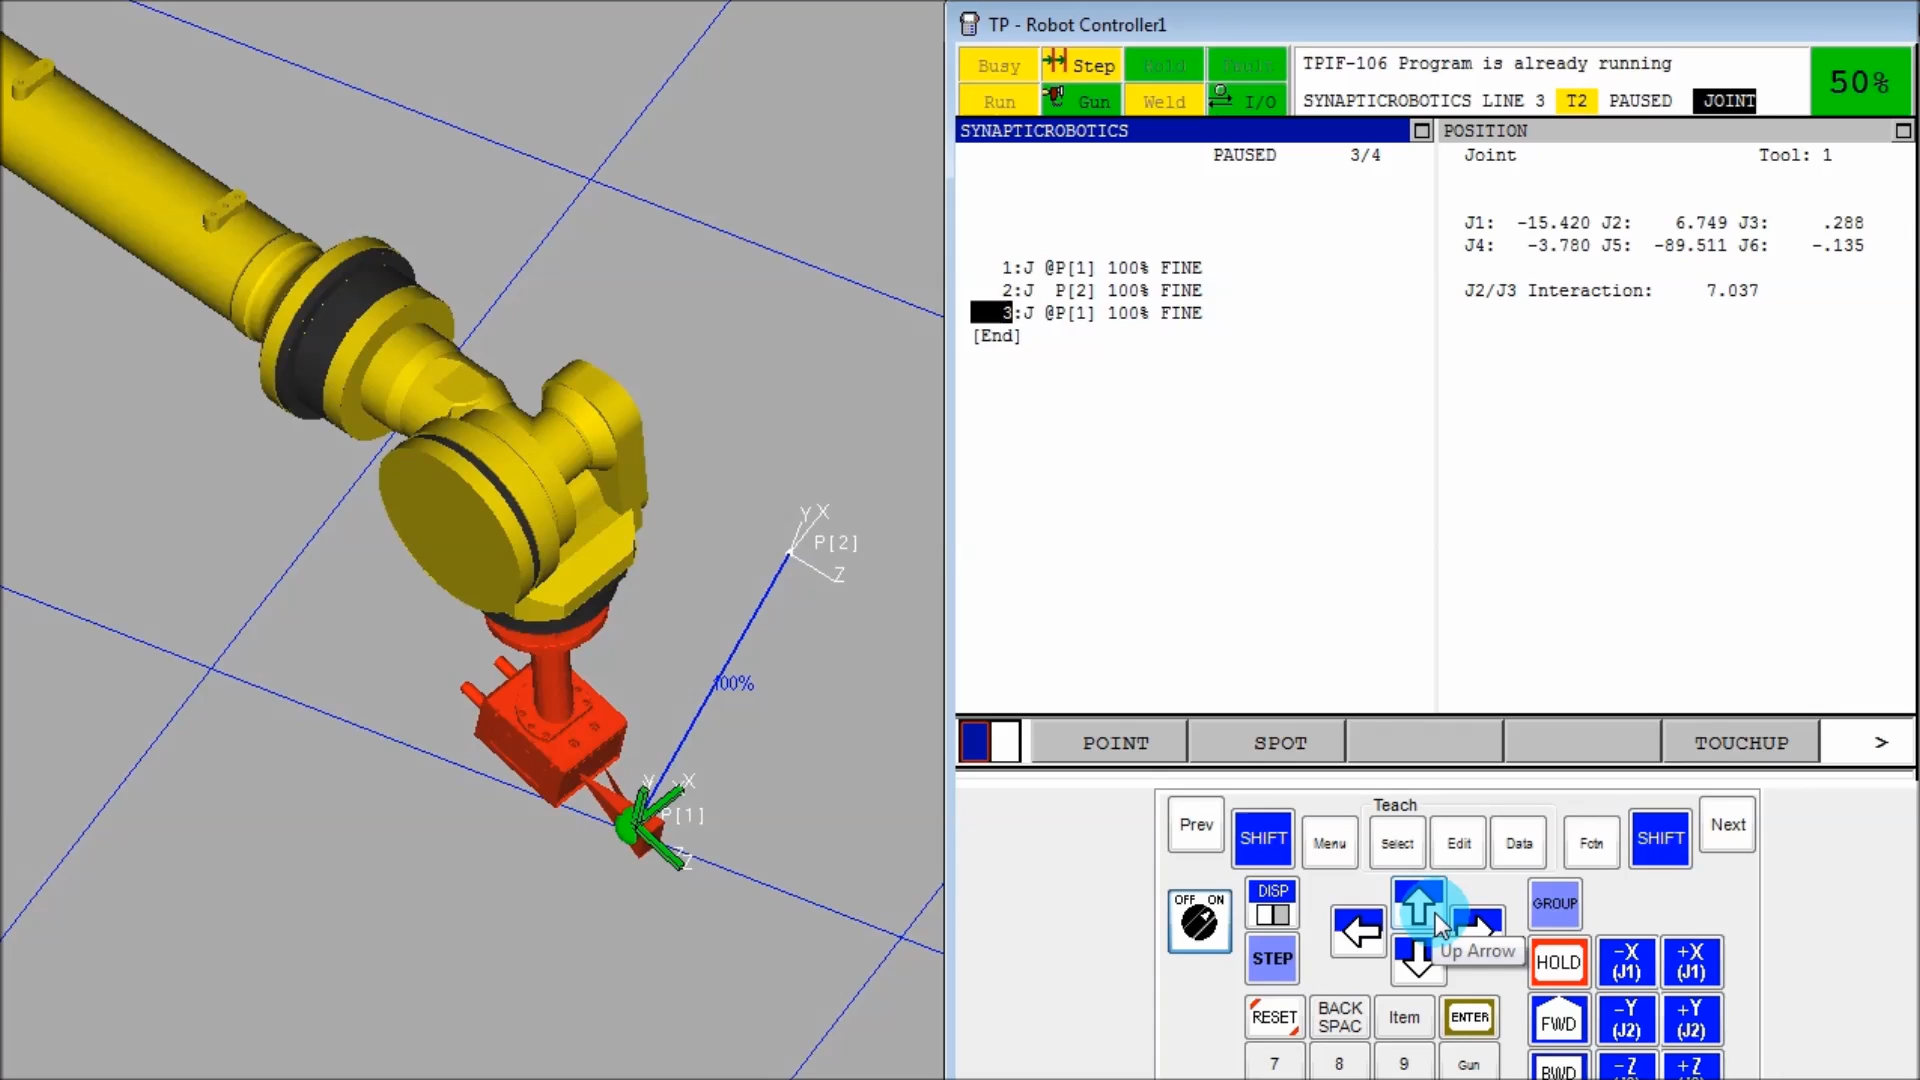 TP - Robot Controller1
Busy Step Hold Fault
Run Gun Weld I/O
TPIF-106 Program is already running
SYNAPTICROBOTICS LINE 3 T2 PAUSED JOINT
50%
SYNAPTICROBOTICS
PAUSED 3/4
1:J @P[1] 100% FINE
2:J P[2] 100% FINE
3:J @P[1] 100% FINE
[End]
POSITION
Joint Tool: 1
J1: -15.420 J2: 6.749 J3: .288
J4: -3.780 J5: -89.511 J6: -.135
J2/J3 Interaction: 7.037
Y X
P[2]
Z
100%
Y X
P[1]
Z
Z
POINT SPOT TOUCHUP >
Teach
Prev SHIFT Menu Select Edit Data Fctn SHIFT Next
OFF ON
DISP
GROUP
STEP
Up Arrow
HOLD
-X (J1)
+X (J1)
RESET
BACK SPAC
Item
ENTER
FWD
-Y (J2)
+Y (J2)
7 8 9 Gun
BWD
-Z
+Z